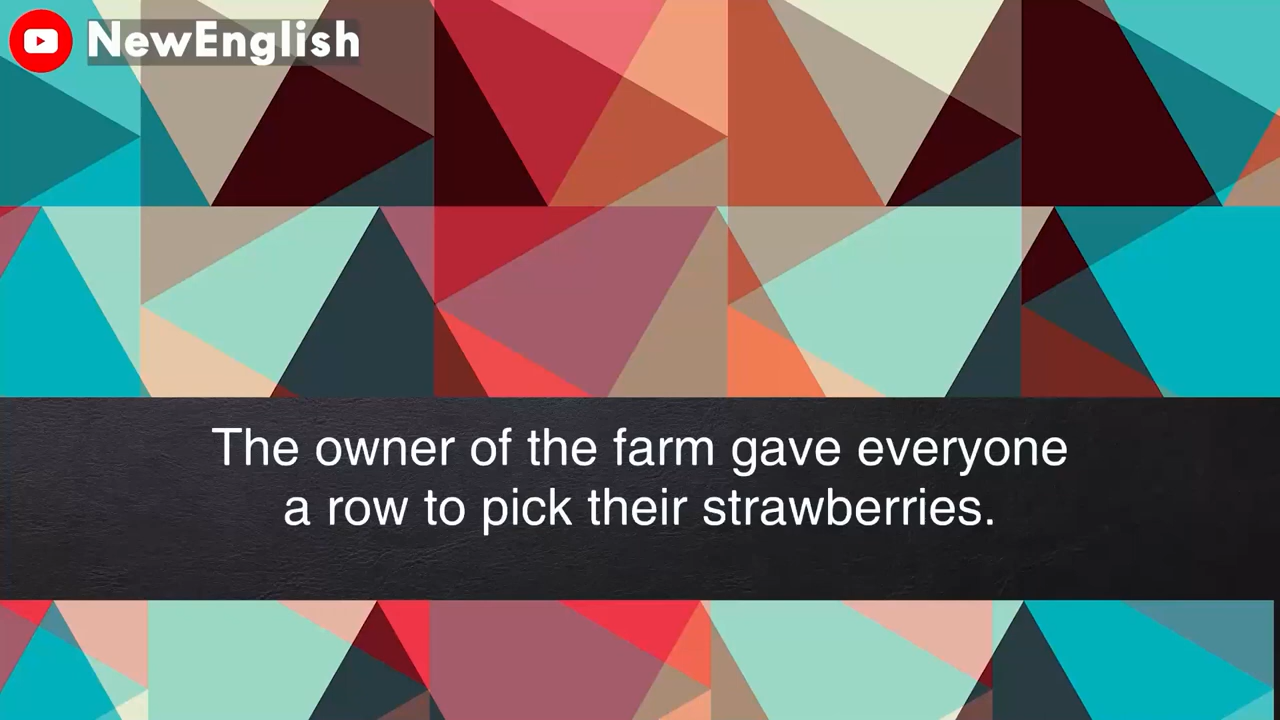 NewEnglish
The owner of the farm gave everyone
a row to pick their strawberries.